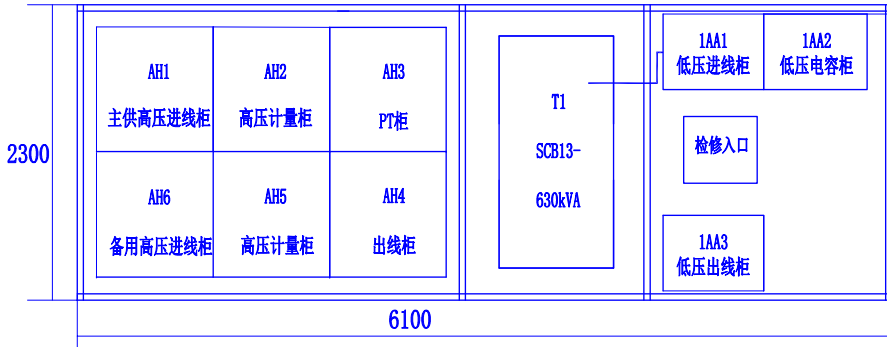 AH1
主供高压进线柜
AH2
高压计量柜
AH3
PT柜
AH6
备用高压进线柜
AH5
高压计量柜
AH4
出线柜
T1
SCB13-
630kVA
1AA1
低压进线柜
1AA2
低压电容柜
检修入口
1AA3
低压出线柜
2300
6100